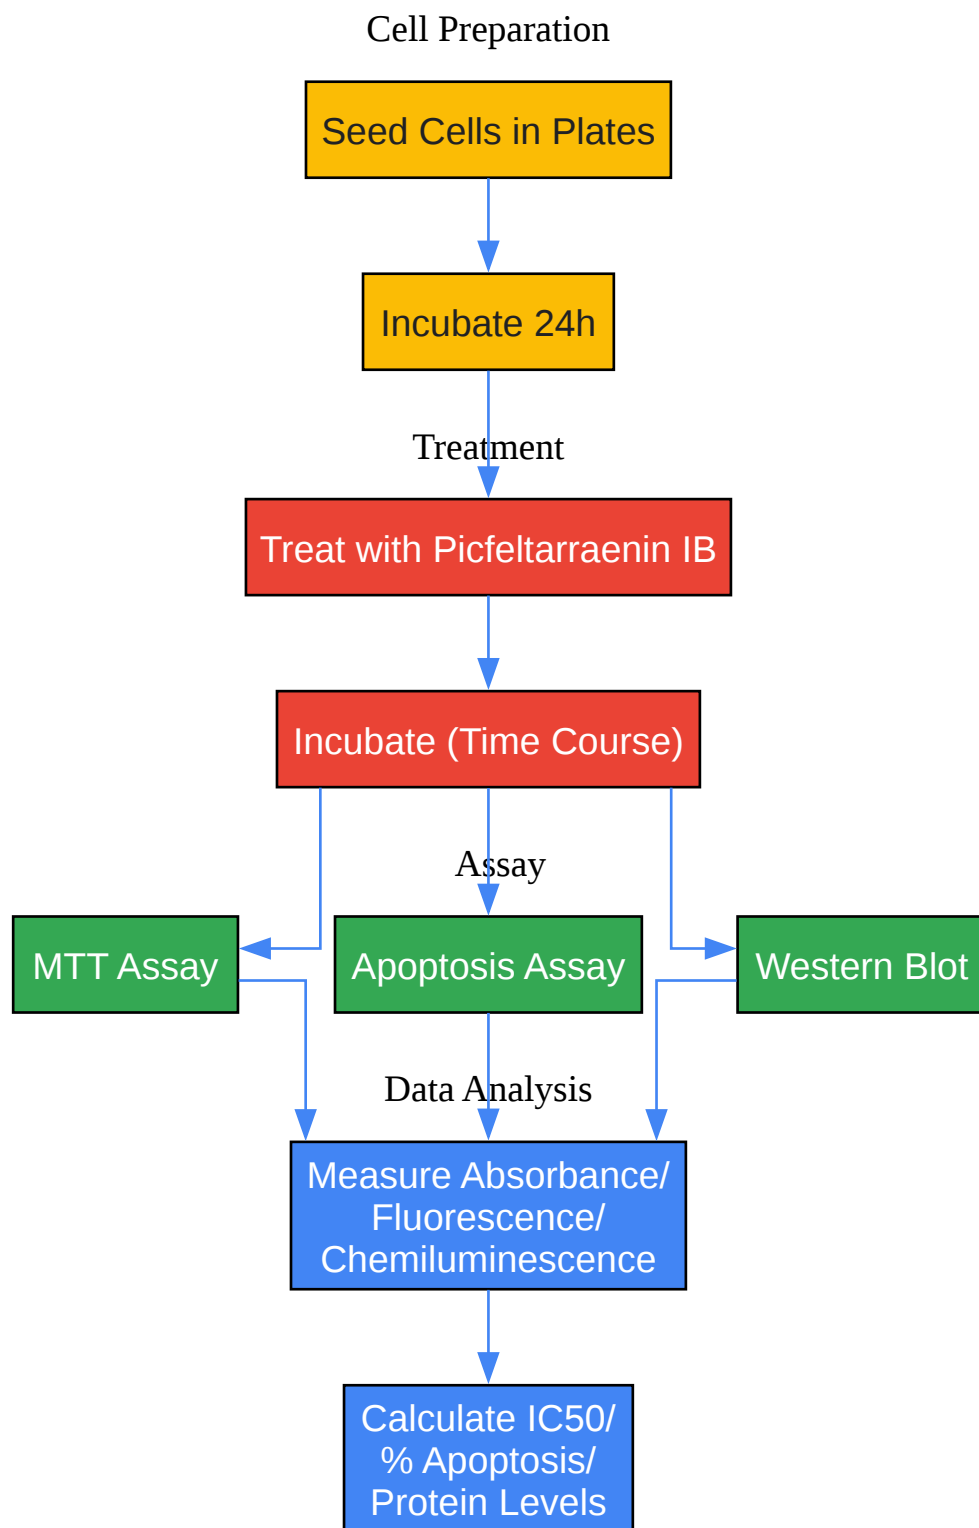 Cell Preparation
Seed Cells in Plates
Incubate 24h
Treatment
Treat with Picfeltarraenin IB
Incubate (Time Course)
Assay
MTT Assay
Apoptosis Assay
Western Blot
Data Analysis
Measure Absorbance/
Fluorescence/
Chemiluminescence
Calculate IC50/
% Apoptosis/
Protein Levels